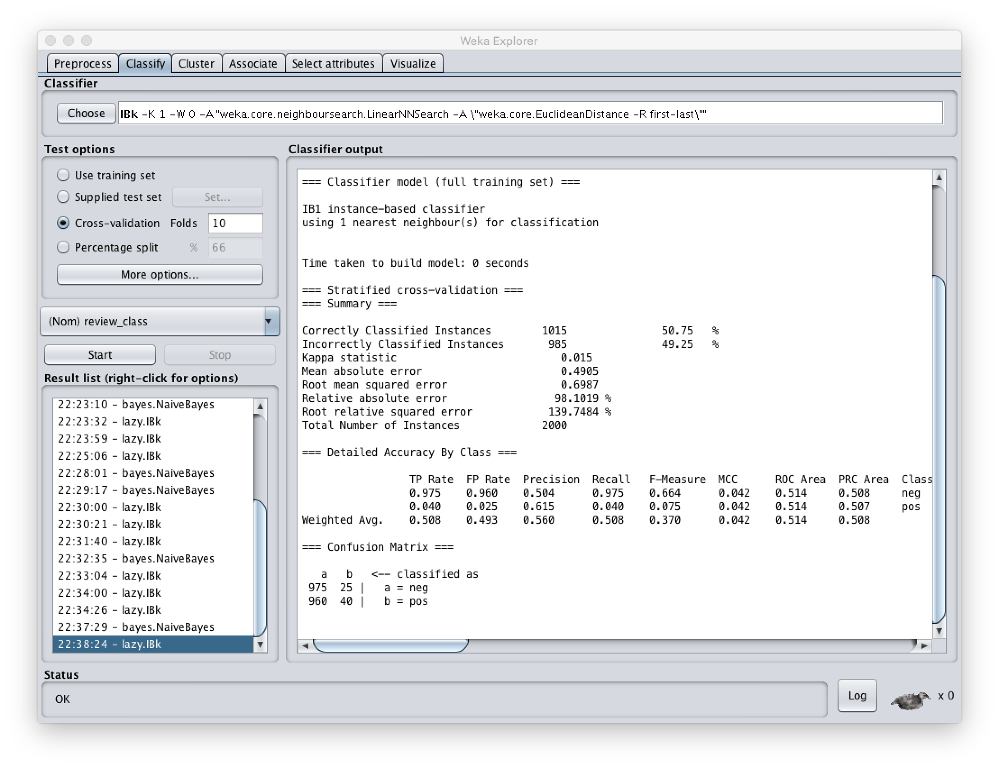 Weka Explorer
Preprocess Classify Cluster Associate Select attributes Visualize
Classifier
Choose IBk -K 1 -W 0 -A "weka.core.neighboursearch.LinearNNSearch -A \"weka.core.EuclideanDistance -R first-last\""
Test options
Use training set
Supplied test set Set...
Cross-validation Folds 10
Percentage split % 66
More options...
(Nom) review_class
Start Stop
Result list (right-click for options)
22:23:10 - bayes.NaiveBayes
22:23:32 - lazy.IBk
22:23:59 - lazy.IBk
22:25:06 - lazy.IBk
22:28:01 - bayes.NaiveBayes
22:29:17 - bayes.NaiveBayes
22:30:00 - lazy.IBk
22:30:21 - lazy.IBk
22:31:40 - lazy.IBk
22:32:35 - bayes.NaiveBayes
22:33:04 - lazy.IBk
22:34:00 - lazy.IBk
22:34:26 - lazy.IBk
22:37:29 - bayes.NaiveBayes
22:38:24 - lazy.IBk
Classifier output
=== Classifier model (full training set) ===
IB1 instance-based classifier
using 1 nearest neighbour(s) for classification
Time taken to build model: 0 seconds
=== Stratified cross-validation ===
=== Summary ===
Correctly Classified Instances 1015 50.75 %
Incorrectly Classified Instances 985 49.25 %
Kappa statistic 0.015
Mean absolute error 0.4905
Root mean squared error 0.6987
Relative absolute error 98.1019 %
Root relative squared error 139.7484 %
Total Number of Instances 2000
=== Detailed Accuracy By Class ===
TP Rate FP Rate Precision Recall F-Measure MCC ROC Area PRC Area Class
0.975 0.960 0.504 0.975 0.664 0.042 0.514 0.508 neg
0.040 0.025 0.615 0.040 0.075 0.042 0.514 0.507 pos
Weighted Avg. 0.508 0.493 0.560 0.508 0.370 0.042 0.514 0.508
=== Confusion Matrix ===
a b <-- classified as
975 25 | a = neg
960 40 | b = pos
Status
OK
Log x 0